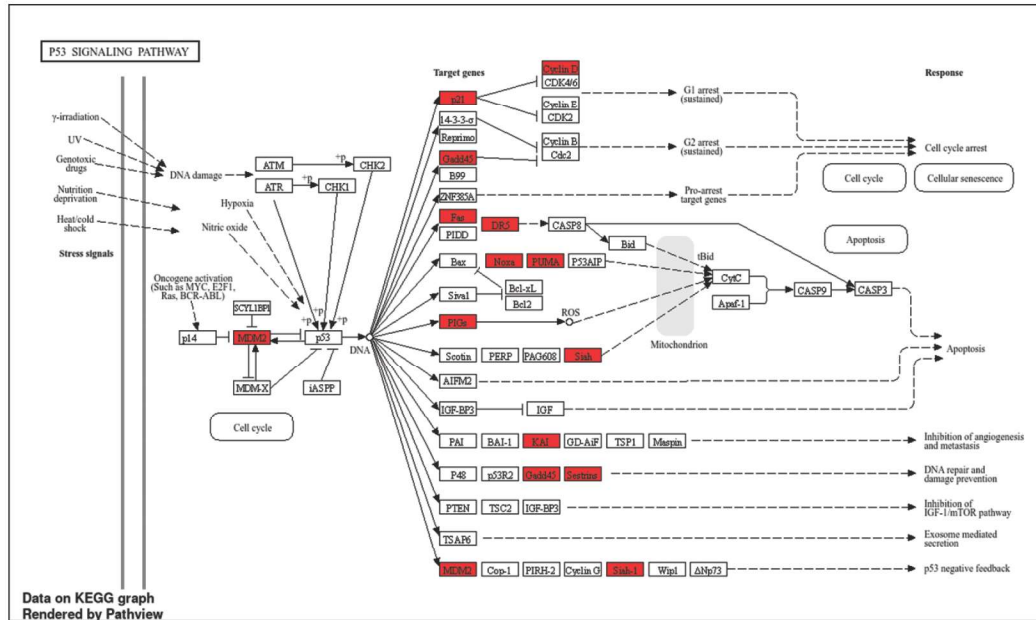 P53 SIGNALING PATHWAY
Target genes
Response
γ-irradiation
UV
Genotoxic
drugs
Nutrition
deprivation
Heat/cold
shock
Stress signals
DNA damage
ATM
+p
CHK2
ATR
+p
CHK1
Hypoxia
Nitric oxide
Oncogene activation
(Such as MYC, E2F1,
Ras, BCR-ABL)
SCYL1BP1
p14
MDM2
+p
+p
+p
p53
DNA
MDM-X
iASPP
Cell cycle
p21
Cyclin D
CDK4/6
G1 arrest
(sustained)
Cyclin E
CDK2
14-3-3-σ
Reprimo
Cyclin B
Cdc2
G2 arrest
(sustained)
Cell cycle arrest
Gadd45
B99
ZNF385A
Pro-arrest
target genes
Cell cycle
Cellular senescence
Fas
PIDD
DR5
CASP8
Bid
Apoptosis
tBid
Bax
Noxa
PUMA
P53AIP
CytC
Bcl-xL
Bcl2
Sival
Apaf-1
CASP9
CASP3
PIGs
ROS
Mitochondrion
Scotin
PERP
PAG608
Siah
Apoptosis
AIFM2
IGF-BP3
IGF
PAI
BAI-1
KAI
GD-AiF
TSP1
Maspin
Inhibition of angiogenesis
and metastasis
P48
p53R2
Gadd45
Sestrins
DNA repair and
damage prevention
PTEN
TSC2
IGF-BP3
Inhibition of
IGF-1/mTOR pathway
TSAP6
Exosome mediated
secretion
MDM2
Cop-1
PIRH-2
Cyclin G
Siah-1
Wip1
ΔNp73
p53 negative feedback
Data on KEGG graph
Rendered by Pathview